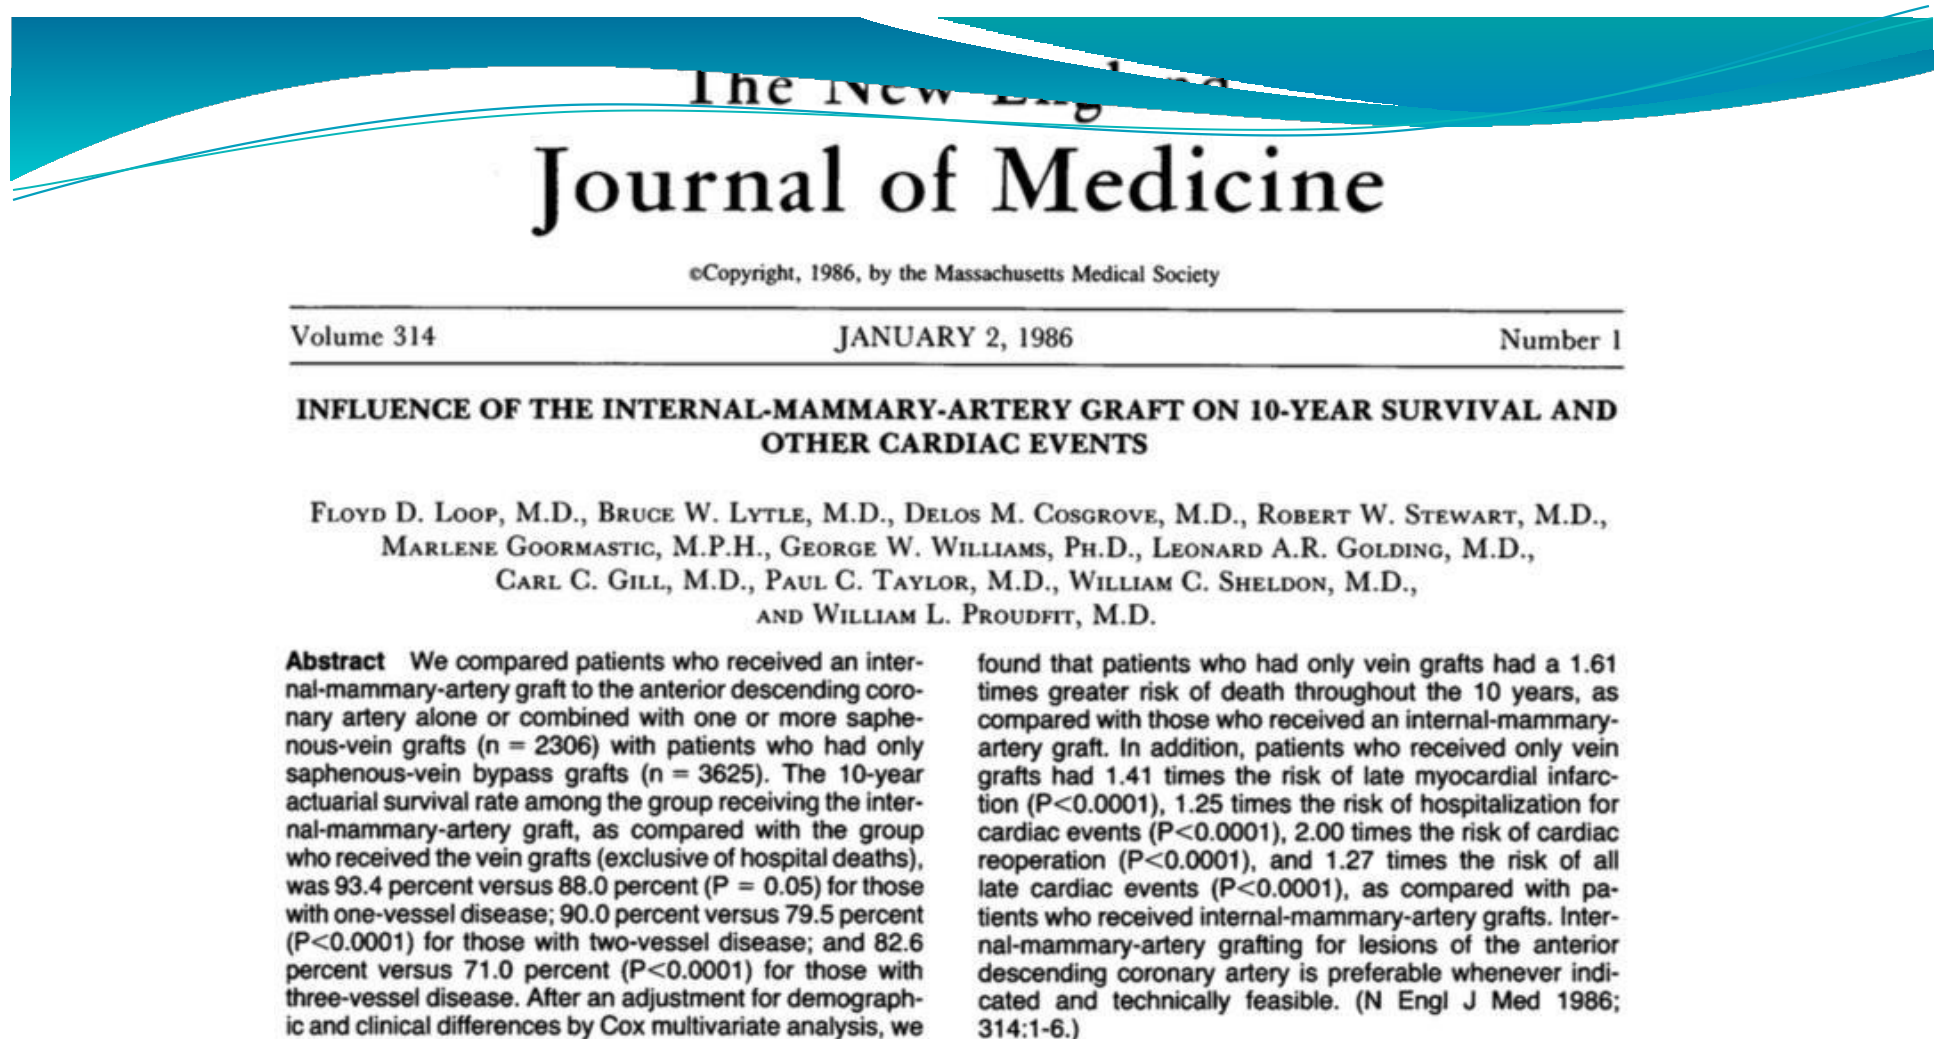 The New England
Journal of Medicine
©Copyright, 1986, by the Massachusetts Medical Society
Volume 314 JANUARY 2, 1986 Number 1
INFLUENCE OF THE INTERNAL-MAMMARY-ARTERY GRAFT ON 10-YEAR SURVIVAL AND
OTHER CARDIAC EVENTS
FLOYD D. LOOP, M.D., BRUCE W. LYTLE, M.D., DELOS M. COSGROVE, M.D., ROBERT W. STEWART, M.D.,
MARLENE GOORMASTIC, M.P.H., GEORGE W. WILLIAMS, PH.D., LEONARD A.R. GOLDING, M.D.,
CARL C. GILL, M.D., PAUL C. TAYLOR, M.D., WILLIAM C. SHELDON, M.D.,
AND WILLIAM L. PROUDFIT, M.D.
Abstract We compared patients who received an inter-
nal-mammary-artery graft to the anterior descending coro-
nary artery alone or combined with one or more saphe-
nous-vein grafts (n = 2306) with patients who had only
saphenous-vein bypass grafts (n = 3625). The 10-year
actuarial survival rate among the group receiving the inter-
nal-mammary-artery graft, as compared with the group
who received the vein grafts (exclusive of hospital deaths),
was 93.4 percent versus 88.0 percent (P = 0.05) for those
with one-vessel disease; 90.0 percent versus 79.5 percent
(P<0.0001) for those with two-vessel disease; and 82.6
percent versus 71.0 percent (P<0.0001) for those with
three-vessel disease. After an adjustment for demograph-
ic and clinical differences by Cox multivariate analysis, we
found that patients who had only vein grafts had a 1.61
times greater risk of death throughout the 10 years, as
compared with those who received an internal-mammary-
artery graft. In addition, patients who received only vein
grafts had 1.41 times the risk of late myocardial infarc-
tion (P<0.0001), 1.25 times the risk of hospitalization for
cardiac events (P<0.0001), 2.00 times the risk of cardiac
reoperation (P<0.0001), and 1.27 times the risk of all
late cardiac events (P<0.0001), as compared with pa-
tients who received internal-mammary-artery grafts. Inter-
nal-mammary-artery grafting for lesions of the anterior
descending coronary artery is preferable whenever indi-
cated and technically feasible. (N Engl J Med 1986;
314:1-6.)